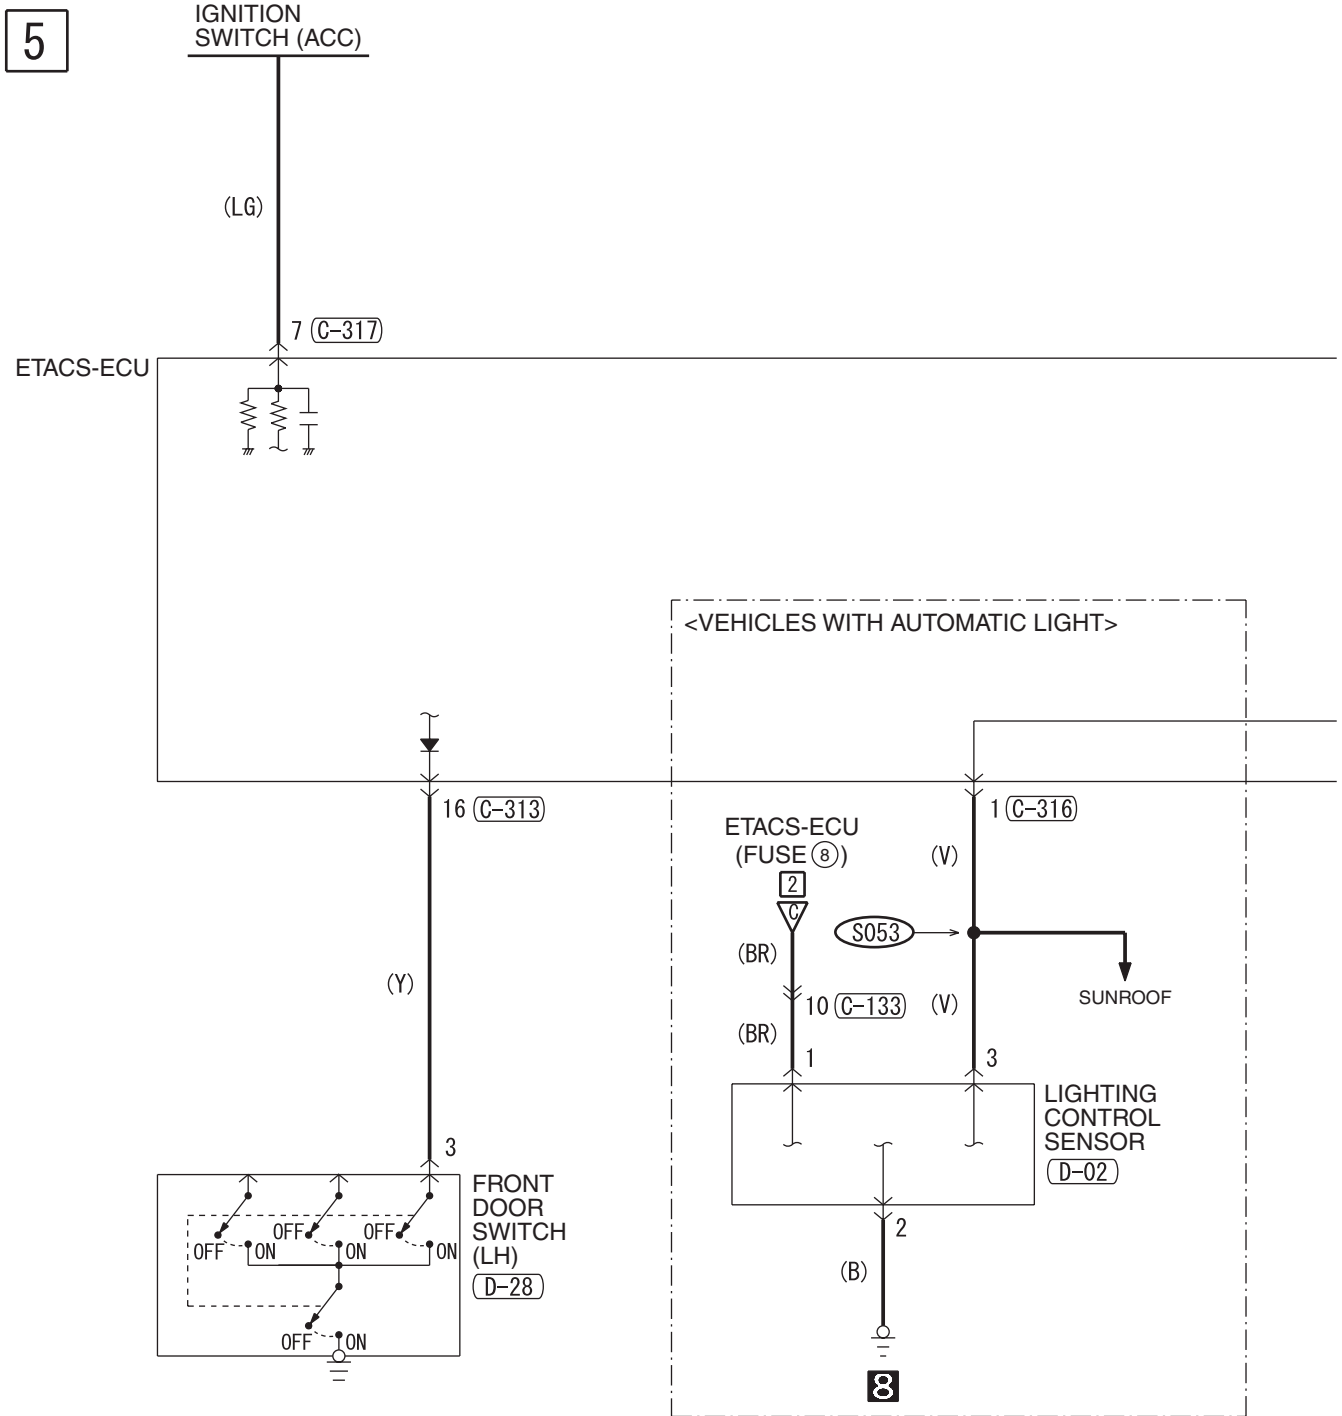 5
IGNITION
SWITCH (ACC)
(LG)
7 (C-317)
ETACS-ECU
<VEHICLES WITH AUTOMATIC LIGHT>
16 (C-313)
1 (C-316)
ETACS-ECU
(FUSE ⑧)
2
C
(V)
S053
(BR)
(Y)
SUNROOF
10 (C-133)
(V)
(BR)
1
3
LIGHTING
CONTROL
SENSOR
D-02
3
FRONT
DOOR
SWITCH
(LH)
D-28
OFF ON OFF ON OFF ON
2
(B)
OFF ON
8